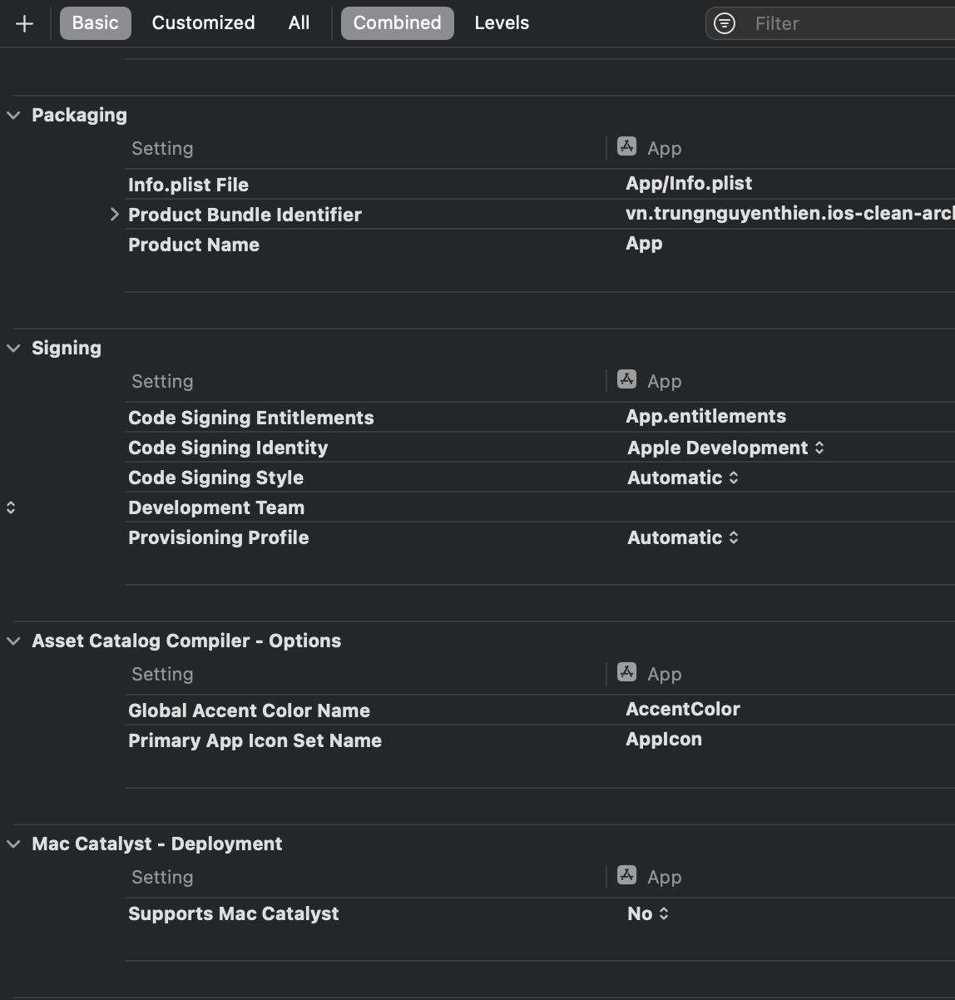 Basic Customized All Combined Levels Filter
Packaging
Setting App
Info.plist File App/Info.plist
Product Bundle Identifier vn.trungnguyenthien.ios-clean-arc
Product Name App
Signing
Setting App
Code Signing Entitlements App.entitlements
Code Signing Identity Apple Development
Code Signing Style Automatic
Development Team
Provisioning Profile Automatic
Asset Catalog Compiler - Options
Setting App
Global Accent Color Name AccentColor
Primary App Icon Set Name AppIcon
Mac Catalyst - Deployment
Setting App
Supports Mac Catalyst No